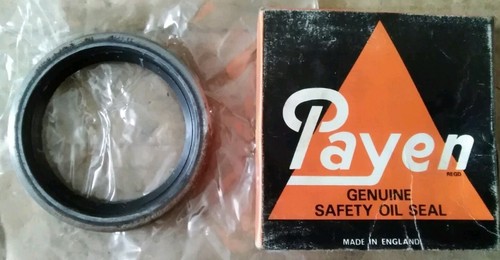 Payen
REGD
GENUINE
SAFETY OIL SEAL
MADE IN ENGLAND